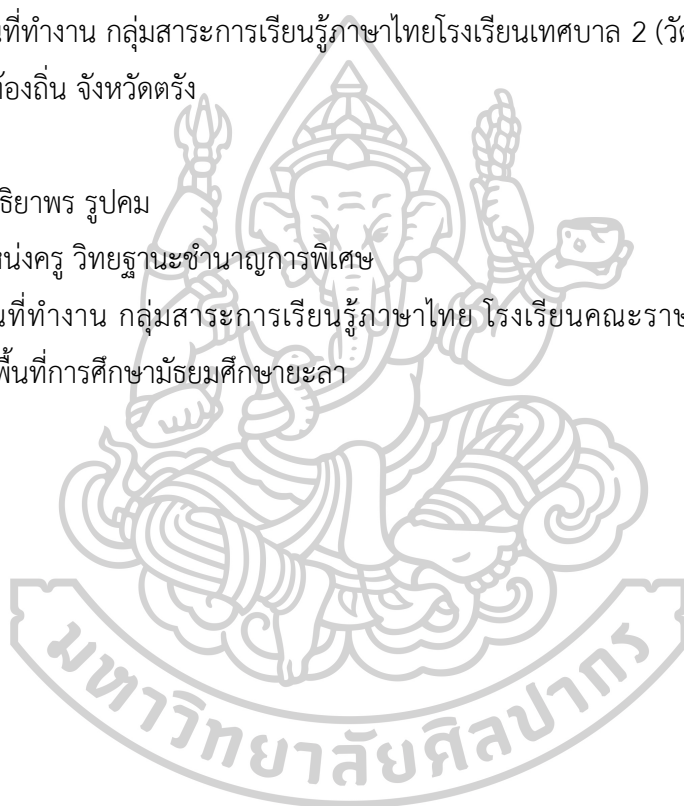 นที่ทำงาน กลุ่มสาระการเรียนรู้ภาษาไทยโรงเรียนเทศบาล 2 (วัด
ท้องถิ่น จังหวัดตรัง
ธิยาพร รูปคม
หน่งครู วิทยฐานะชำนาญการพิเศษ
นที่ทำงาน กลุ่มสาระการเรียนรู้ภาษาไทย โรงเรียนคณะราษ
พื้นที่การศึกษามัธยมศึกษายะลา
มหาวิทยาลัยศิลปากร